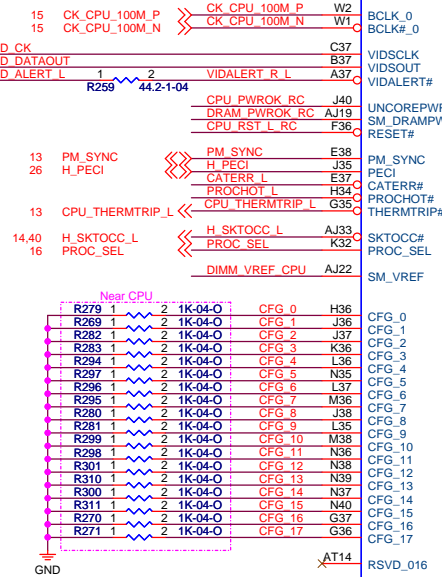 15 CK_CPU_100M_P CK_CPU_100M_P W2 BCLK_0
15 CK_CPU_100M_N CK_CPU_100M_N W1 BCLK#_0
D_CK C37 VIDSCLK
D_DATAOUT B37 VIDSOUT
D_ALERT_L 1 2 VIDALERT_R_L A37 VIDALERT#
R259 44.2-1-04
CPU_PWROK_RC J40 UNCOREPWR
DRAM_PWROK_RC AJ19 SM_DRAMPW
CPU_RST_L_RC F36 RESET#
13 PM_SYNC PM_SYNC E38 PM_SYNC
26 H_PECI H_PECI J35 PECI
CATERR_L E37 CATERR#
PROCHOT_L H34 PROCHOT#
13 CPU_THERMTRIP_L CPU_THERMTRIP_L G35 THERMTRIP#
14,40 H_SKTOCC_L H_SKTOCC_L AJ33 SKTOCC#
16 PROC_SEL PROC_SEL K32 PROC_SEL
DIMM_VREF_CPU AJ22 SM_VREF
Near CPU
R279 1 2 1K-04-O CFG_0 H36 CFG_0
R269 1 2 1K-04-O CFG_1 J36 CFG_1
R282 1 2 1K-04-O CFG_2 J37 CFG_2
R283 1 2 1K-04-O CFG_3 K36 CFG_3
R294 1 2 1K-04-O CFG_4 L36 CFG_4
R297 1 2 1K-04-O CFG_5 N35 CFG_5
R296 1 2 1K-04-O CFG_6 L37 CFG_6
R295 1 2 1K-04-O CFG_7 M36 CFG_7
R280 1 2 1K-04-O CFG_8 J38 CFG_8
R281 1 2 1K-04-O CFG_9 L35 CFG_9
R299 1 2 1K-04-O CFG_10 M38 CFG_10
R298 1 2 1K-04-O CFG_11 N36 CFG_11
R301 1 2 1K-04-O CFG_12 N38 CFG_12
R310 1 2 1K-04-O CFG_13 N39 CFG_13
R300 1 2 1K-04-O CFG_14 N37 CFG_14
R311 1 2 1K-04-O CFG_15 N40 CFG_15
R270 1 2 1K-04-O CFG_16 G37 CFG_16
R271 1 2 1K-04-O CFG_17 G36 CFG_17
AT14 RSVD_016
GND